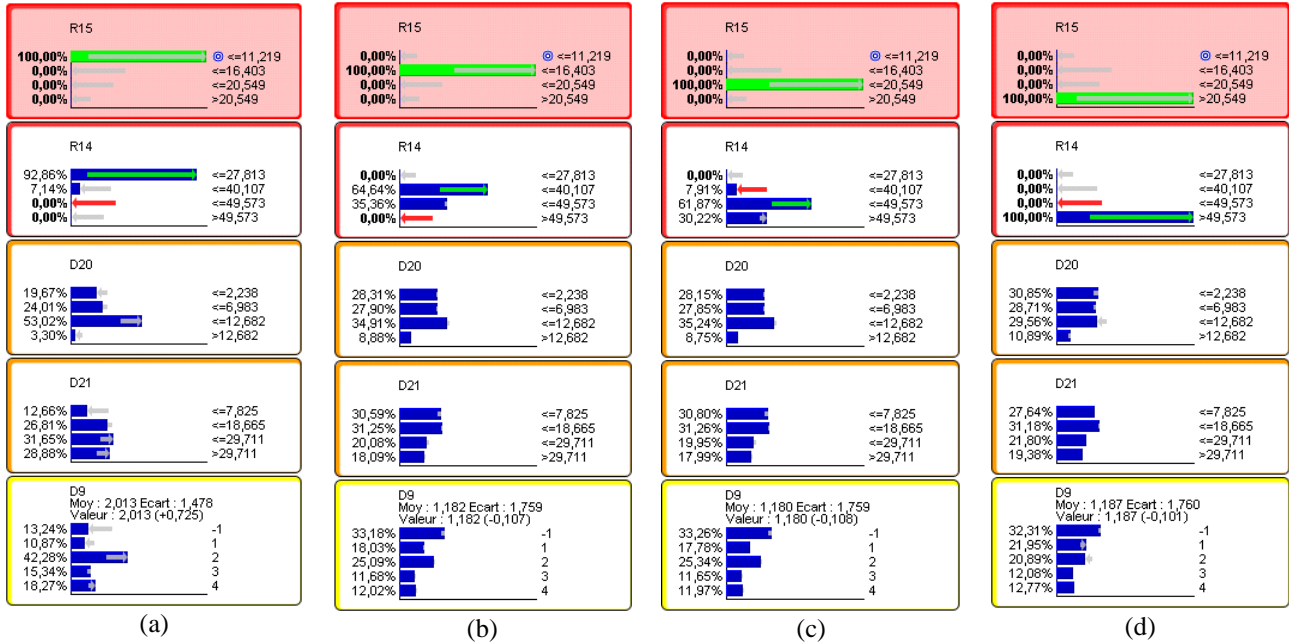 R15
100,00% <=11,219
0,00% <=16,403
0,00% <=20,549
0,00% >20,549
R14
92,86% <=27,813
7,14% <=40,107
0,00% <=49,573
0,00% >49,573
D20
19,67% <=2,238
24,01% <=6,983
53,02% <=12,682
3,30% >12,682
D21
12,66% <=7,825
26,81% <=18,665
31,65% <=29,711
28,88% >29,711
D9
Moy : 2,013 Ecart : 1,478
Valeur : 2,013 (+0,725)
13,24% -1
10,87% 1
42,28% 2
15,34% 3
18,27% 4
(a)
R15
0,00% <=11,219
100,00% <=16,403
0,00% <=20,549
0,00% >20,549
R14
0,00% <=27,813
64,64% <=40,107
35,36% <=49,573
0,00% >49,573
D20
28,31% <=2,238
27,90% <=6,983
34,91% <=12,682
8,88% >12,682
D21
30,59% <=7,825
31,25% <=18,665
20,08% <=29,711
18,09% >29,711
D9
Moy : 1,182 Ecart : 1,759
Valeur : 1,182 (-0,107)
33,18% -1
18,03% 1
25,09% 2
11,68% 3
12,02% 4
(b)
R15
0,00% <=11,219
0,00% <=16,403
100,00% <=20,549
0,00% >20,549
R14
0,00% <=27,813
7,91% <=40,107
61,87% <=49,573
30,22% >49,573
D20
28,15% <=2,238
27,85% <=6,983
35,24% <=12,682
8,75% >12,682
D21
30,80% <=7,825
31,26% <=18,665
19,95% <=29,711
17,99% >29,711
D9
Moy : 1,180 Ecart : 1,759
Valeur : 1,180 (-0,108)
33,26% -1
17,78% 1
25,34% 2
11,65% 3
11,97% 4
(c)
R15
0,00% <=11,219
0,00% <=16,403
0,00% <=20,549
100,00% >20,549
R14
0,00% <=27,813
0,00% <=40,107
0,00% <=49,573
100,00% >49,573
D20
30,85% <=2,238
28,71% <=6,983
29,56% <=12,682
10,89% >12,682
D21
27,64% <=7,825
31,18% <=18,665
21,80% <=29,711
19,38% >29,711
D9
Moy : 1,187 Ecart : 1,760
Valeur : 1,187 (-0,101)
32,31% -1
21,95% 1
20,89% 2
12,08% 3
12,77% 4
(d)